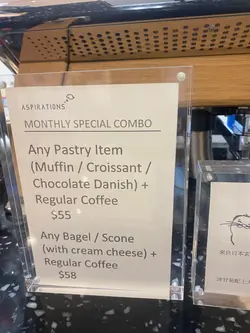 ASPIRATIONS
MONTHLY SPECIAL COMBO
Any Pastry Item
(Muffin / Croissant /
Chocolate Danish) +
Regular Coffee
$55
Any Bagel / Scone
(with cream cheese) +
Regular Coffee
$58